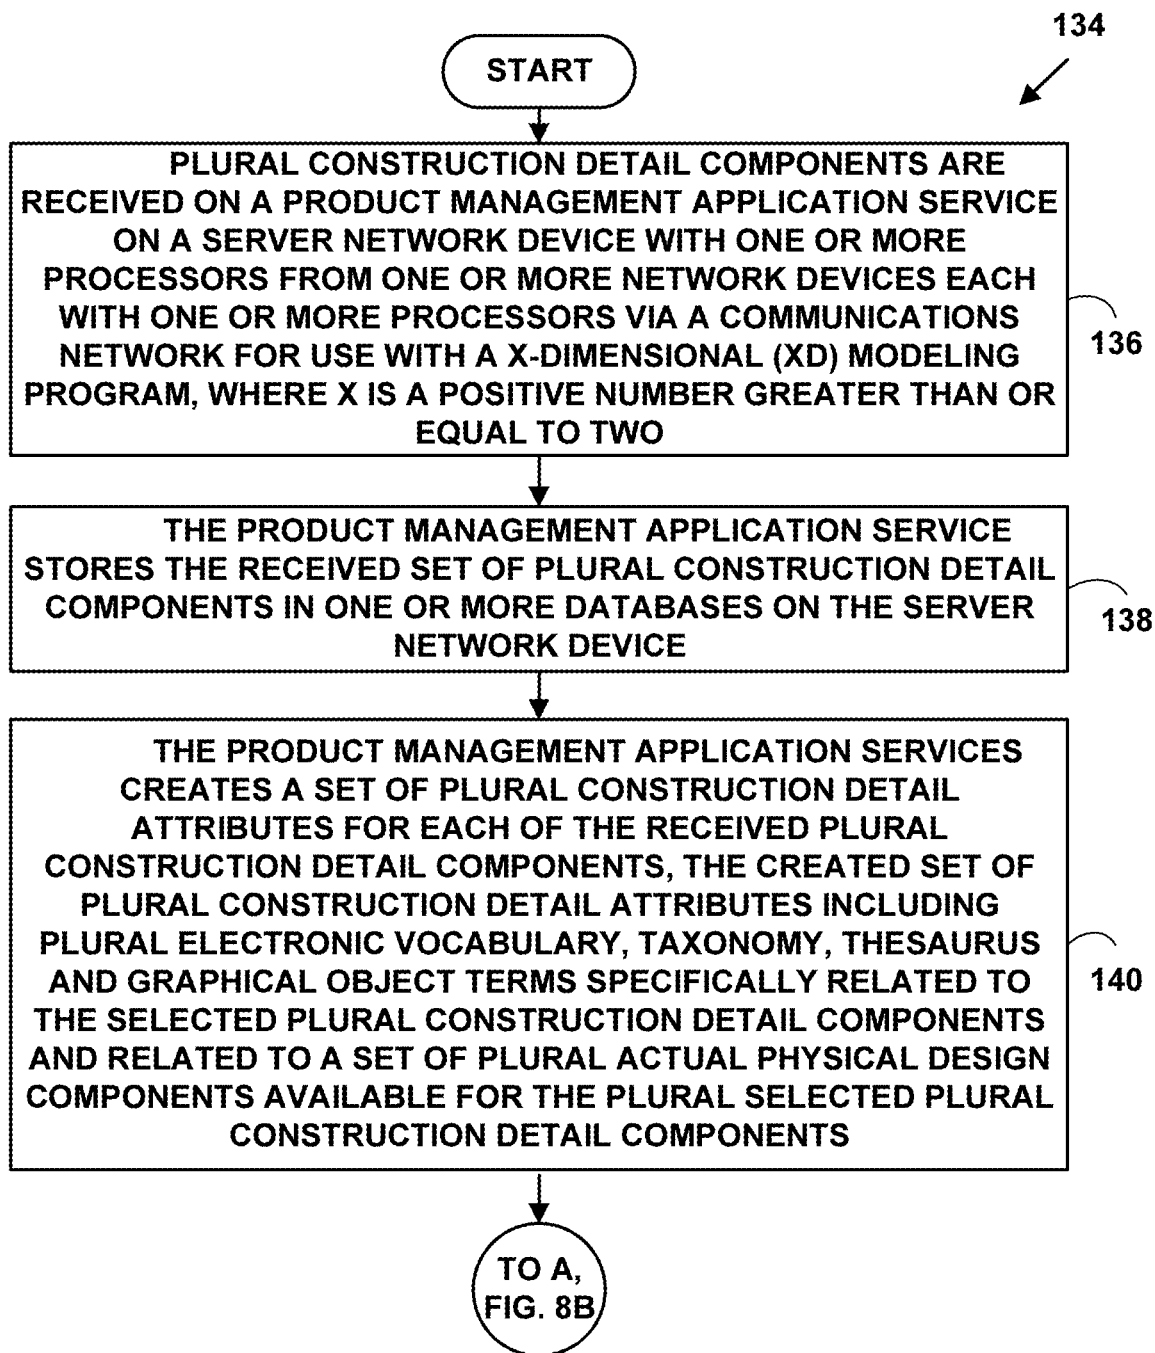 134
START
PLURAL CONSTRUCTION DETAIL COMPONENTS ARE
RECEIVED ON A PRODUCT MANAGEMENT APPLICATION SERVICE
ON A SERVER NETWORK DEVICE WITH ONE OR MORE
PROCESSORS FROM ONE OR MORE NETWORK DEVICES EACH
WITH ONE OR MORE PROCESSORS VIA A COMMUNICATIONS
NETWORK FOR USE WITH A X-DIMENSIONAL (XD) MODELING
PROGRAM, WHERE X IS A POSITIVE NUMBER GREATER THAN OR
EQUAL TO TWO
136
THE PRODUCT MANAGEMENT APPLICATION SERVICE
STORES THE RECEIVED SET OF PLURAL CONSTRUCTION DETAIL
COMPONENTS IN ONE OR MORE DATABASES ON THE SERVER
NETWORK DEVICE
138
THE PRODUCT MANAGEMENT APPLICATION SERVICES
CREATES A SET OF PLURAL CONSTRUCTION DETAIL
ATTRIBUTES FOR EACH OF THE RECEIVED PLURAL
CONSTRUCTION DETAIL COMPONENTS, THE CREATED SET OF
PLURAL CONSTRUCTION DETAIL ATTRIBUTES INCLUDING
PLURAL ELECTRONIC VOCABULARY, TAXONOMY, THESAURUS
AND GRAPHICAL OBJECT TERMS SPECIFICALLY RELATED TO
THE SELECTED PLURAL CONSTRUCTION DETAIL COMPONENTS
AND RELATED TO A SET OF PLURAL ACTUAL PHYSICAL DESIGN
COMPONENTS AVAILABLE FOR THE PLURAL SELECTED PLURAL
CONSTRUCTION DETAIL COMPONENTS
140
TO A,
FIG. 8B